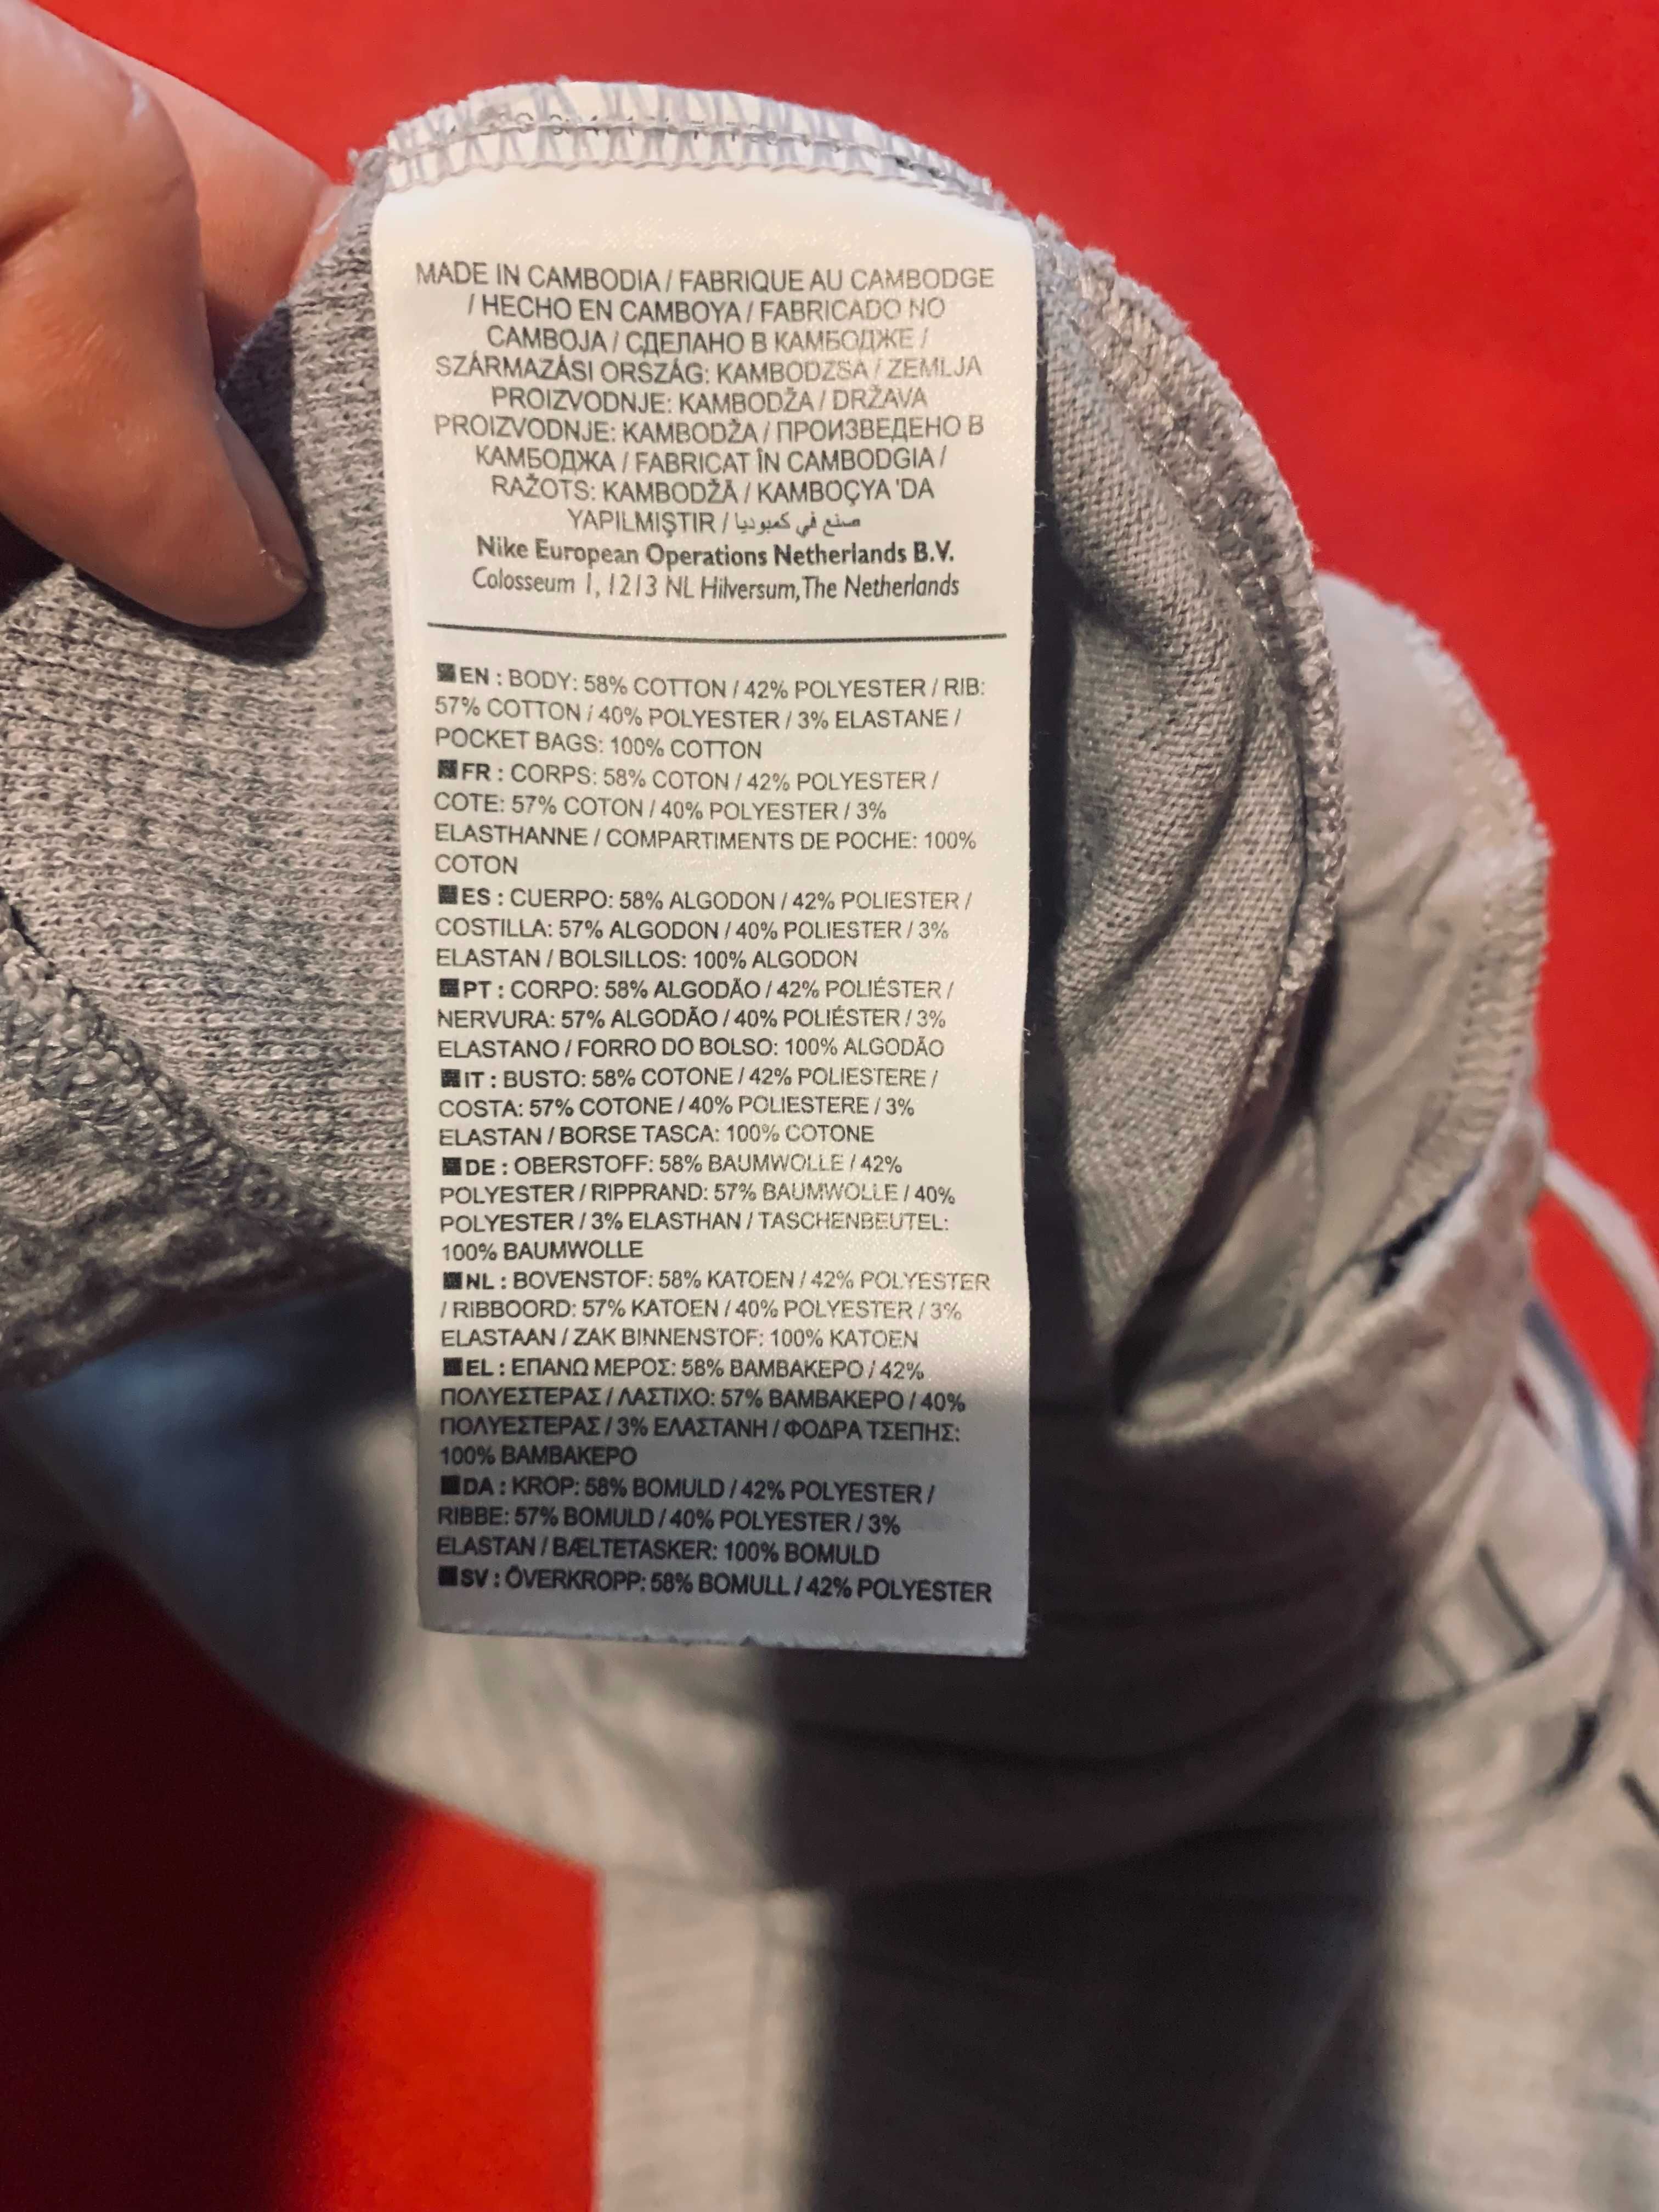 MADE IN CAMBODIA / FABRIQUE AU CAMBODGE
/ HECHO EN CAMBOYA / FABRICADO NO
CAMBOJA / СДЕЛАНО В КАМБОДЖЕ /
SZÁRMAZÁSI ORSZÁG: KAMBODZSA / ZEMLJA
PROIZVODNJE: KAMBODŽA / DRŽAVA
PROIZVODNJE: KAMBODŽA / ПРОИЗВЕДЕНО В
КАМБОДЖА / FABRICAT ÎN CAMBODGIA /
RAŽOTS: KAMBODŽĀ / KAMBOÇYA 'DA
YAPILMIŞTIR / صنع في كمبوديا
Nike European Operations Netherlands B.V.
Colosseum 1, 1213 NL Hilversum, The Netherlands
EN : BODY: 58% COTTON / 42% POLYESTER / RIB:
57% COTTON / 40% POLYESTER / 3% ELASTANE /
POCKET BAGS: 100% COTTON
FR : CORPS: 58% COTON / 42% POLYESTER /
COTE: 57% COTON / 40% POLYESTER / 3%
ELASTHANNE / COMPARTIMENTS DE POCHE: 100%
COTON
ES : CUERPO: 58% ALGODON / 42% POLIESTER /
COSTILLA: 57% ALGODON / 40% POLIESTER / 3%
ELASTAN / BOLSILLOS: 100% ALGODON
PT : CORPO: 58% ALGODÃO / 42% POLIÉSTER /
NERVURA: 57% ALGODÃO / 40% POLIÉSTER / 3%
ELASTANO / FORRO DO BOLSO: 100% ALGODÃO
IT : BUSTO: 58% COTONE / 42% POLIESTERE /
COSTA: 57% COTONE / 40% POLIESTERE / 3%
ELASTAN / BORSE TASCA: 100% COTONE
DE : OBERSTOFF: 58% BAUMWOLLE / 42%
POLYESTER / RIPPRAND: 57% BAUMWOLLE / 40%
POLYESTER / 3% ELASTHAN / TASCHENBEUTEL:
100% BAUMWOLLE
NL : BOVENSTOF: 58% KATOEN / 42% POLYESTER
/ RIBBOORD: 57% KATOEN / 40% POLYESTER / 3%
ELASTAAN / ZAK BINNENSTOF: 100% KATOEN
EL : ΕΠΑΝΩ ΜΕΡΟΣ: 58% ΒΑΜΒΑΚΕΡΟ / 42%
ΠΟΛΥΕΣΤΕΡΑΣ / ΛΑΣΤΙΧΟ: 57% ΒΑΜΒΑΚΕΡΟ / 40%
ΠΟΛΥΕΣΤΕΡΑΣ / 3% ΕΛΑΣΤΑΝΗ / ΦΟΔΡΑ ΤΣΕΠΗΣ:
100% ΒΑΜΒΑΚΕΡΟ
DA : KROP: 58% BOMULD / 42% POLYESTER /
RIBBE: 57% BOMULD / 40% POLYESTER / 3%
ELASTAN / BÆLTETASKER: 100% BOMULD
SV : ÖVERKROPP: 58% BOMULL / 42% POLYESTER